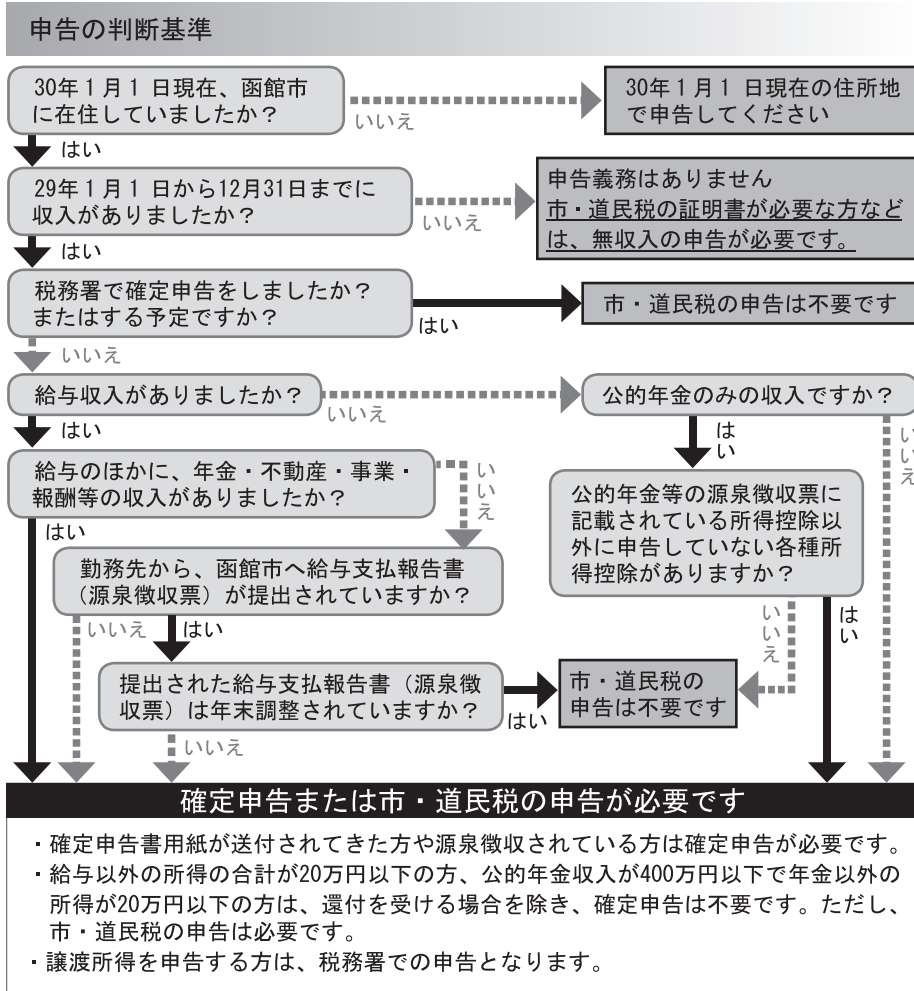 申告の判断基準
30年1月1日現在、函館市
に在住していましたか？
いいえ
30年1月1日現在の住所地
で申告してください
はい
29年1月1日から12月31日までに
収入がありましたか？
いいえ
申告義務はありません
市・道民税の証明書が必要な方など
は、無収入の申告が必要です。
はい
税務署で確定申告をしましたか？
またはする予定ですか？
はい
市・道民税の申告は不要です
いいえ
給与収入がありましたか？
いいえ
公的年金のみの収入ですか？
はい
はい
いいえ
給与のほかに、年金・不動産・事業・
報酬等の収入がありましたか？
いいえ
公的年金等の源泉徴収票に
記載されている所得控除以
外に申告していない各種所
得控除がありますか？
はい
勤務先から、函館市へ給与支払報告書
（源泉徴収票）が提出されていますか？
いいえ
はい
いいえ
はい
提出された給与支払報告書（源泉徴
収票）は年末調整されていますか？
はい
市・道民税の
申告は不要です
いいえ
確定申告または市・道民税の申告が必要です
・確定申告書用紙が送付されてきた方や源泉徴収されている方は確定申告が必要です。
・給与以外の所得の合計が20万円以下の方、公的年金収入が400万円以下で年金以外の
所得が20万円以下の方は、還付を受ける場合を除き、確定申告は不要です。ただし、
市・道民税の申告は必要です。
・譲渡所得を申告する方は、税務署での申告となります。